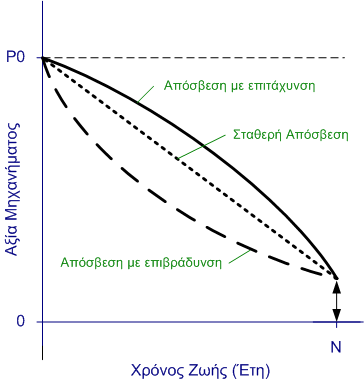 P0
Απόσβεση με επιτάχυνση
Σταθερή Απόσβεση
Αξία Μηχανήματος
Απόσβεση με επιβράδυνση
0
N
Χρόνος Ζωής (Έτη)